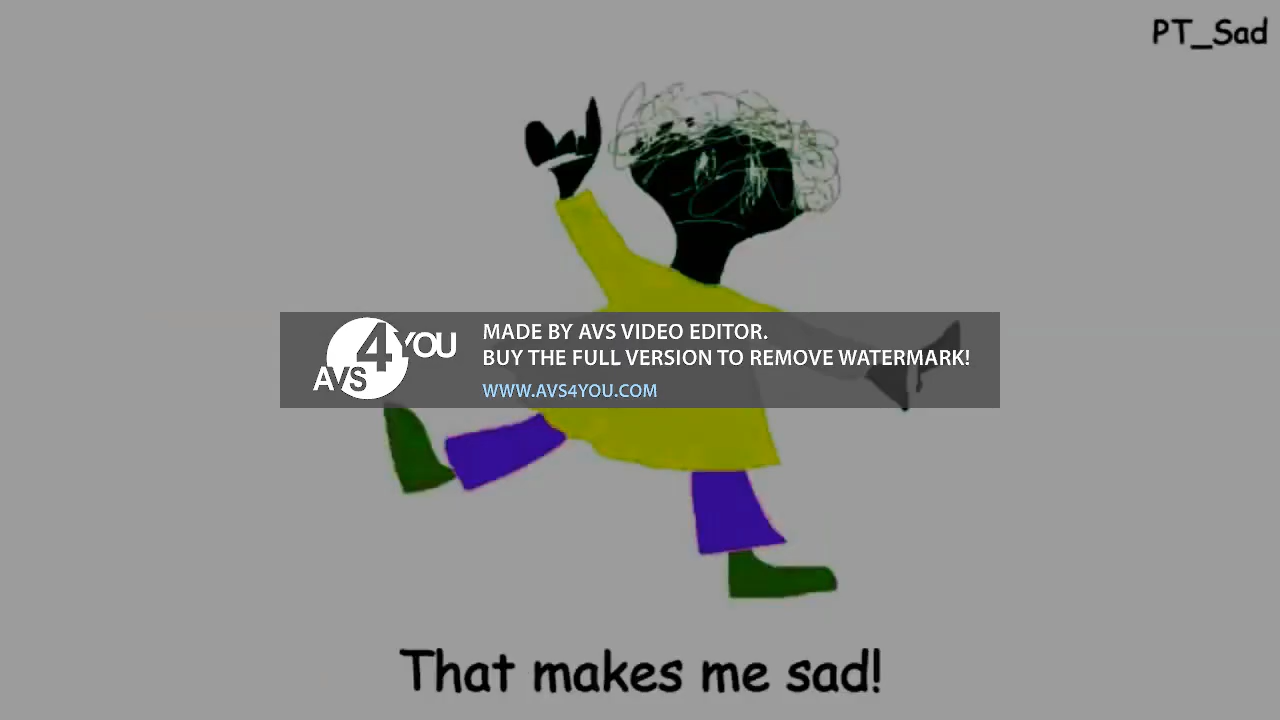 PT_Sad
AVS4YOU
MADE BY AVS VIDEO EDITOR.
BUY THE FULL VERSION TO REMOVE WATERMARK!
WWW.AVS4YOU.COM
That makes me sad!